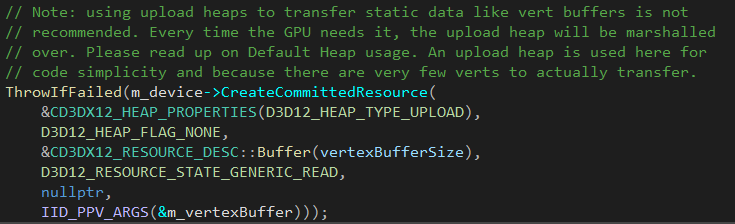 // Note: using upload heaps to transfer static data like vert buffers is not
// recommended. Every time the GPU needs it, the upload heap will be marshalled
// over. Please read up on Default Heap usage. An upload heap is used here for
// code simplicity and because there are very few verts to actually transfer.
ThrowIfFailed(m_device->CreateCommittedResource(
    &CD3DX12_HEAP_PROPERTIES(D3D12_HEAP_TYPE_UPLOAD),
    D3D12_HEAP_FLAG_NONE,
    &CD3DX12_RESOURCE_DESC::Buffer(vertexBufferSize),
    D3D12_RESOURCE_STATE_GENERIC_READ,
    nullptr,
    IID_PPV_ARGS(&m_vertexBuffer)));